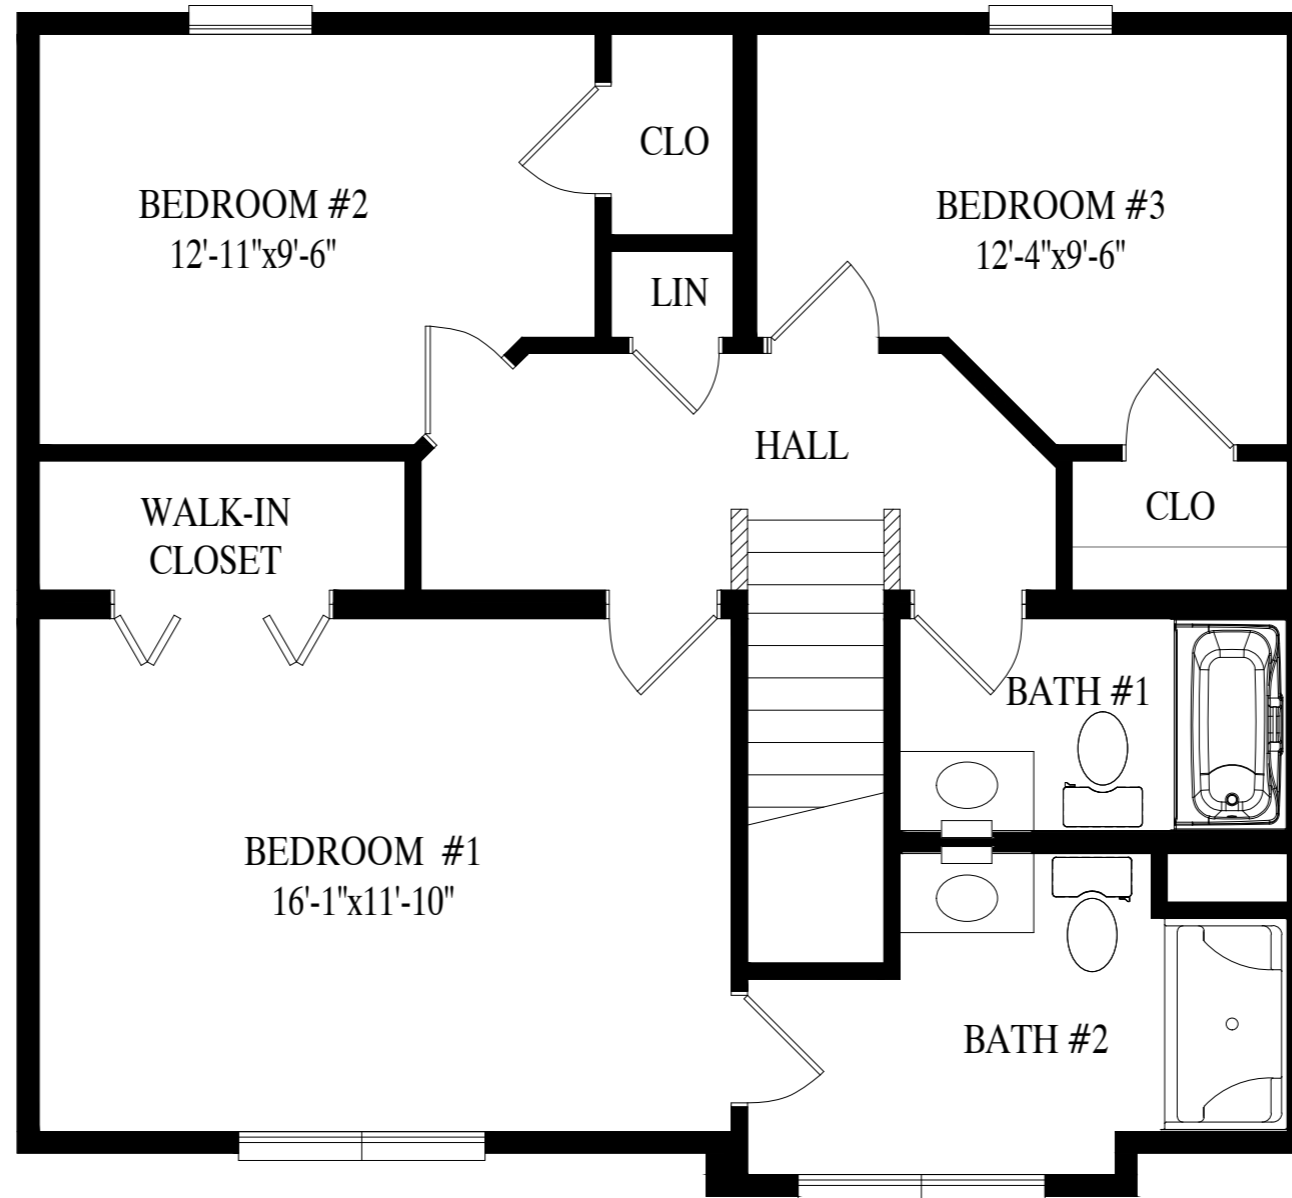 CLO
BEDROOM #2
12'-11"x9'-6"
BEDROOM #3
12'-4"x9'-6"
LIN
HALL
WALK-IN
CLOSET
CLO
BATH #1
BEDROOM #1
16'-1"x11'-10"
BATH #2